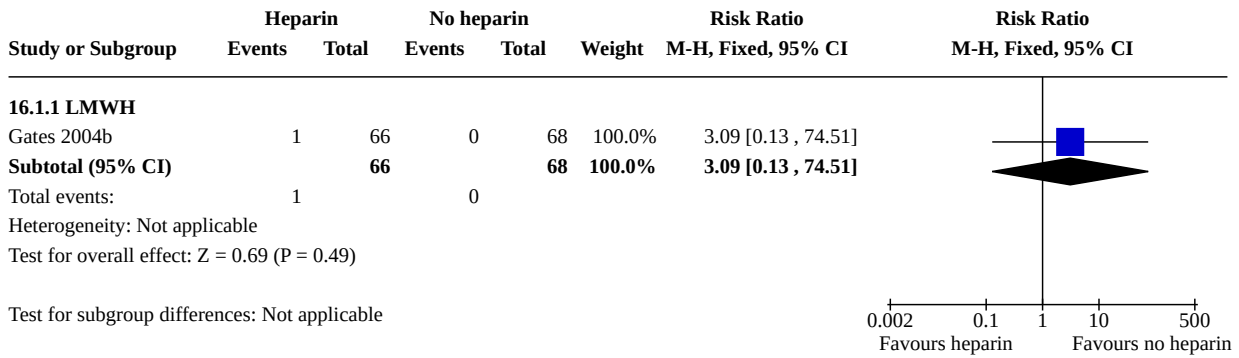 Heparin No heparin Risk Ratio Risk Ratio
Study or Subgroup Events Total Events Total Weight M-H, Fixed, 95% CI M-H, Fixed, 95% CI
16.1.1 LMWH
Gates 2004b 1 66 0 68 100.0% 3.09 [0.13 , 74.51]
Subtotal (95% CI) 66 68 100.0% 3.09 [0.13 , 74.51]
Total events: 1 0
Heterogeneity: Not applicable
Test for overall effect: Z = 0.69 (P = 0.49)
Test for subgroup differences: Not applicable
0.002 0.1 1 10 500
Favours heparin Favours no heparin